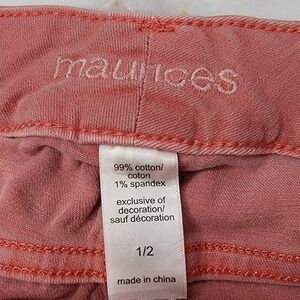 maurices
99% cotton/
coton
1% spandex
exclusive of
decoration/
sauf décoration
1/2
made in china